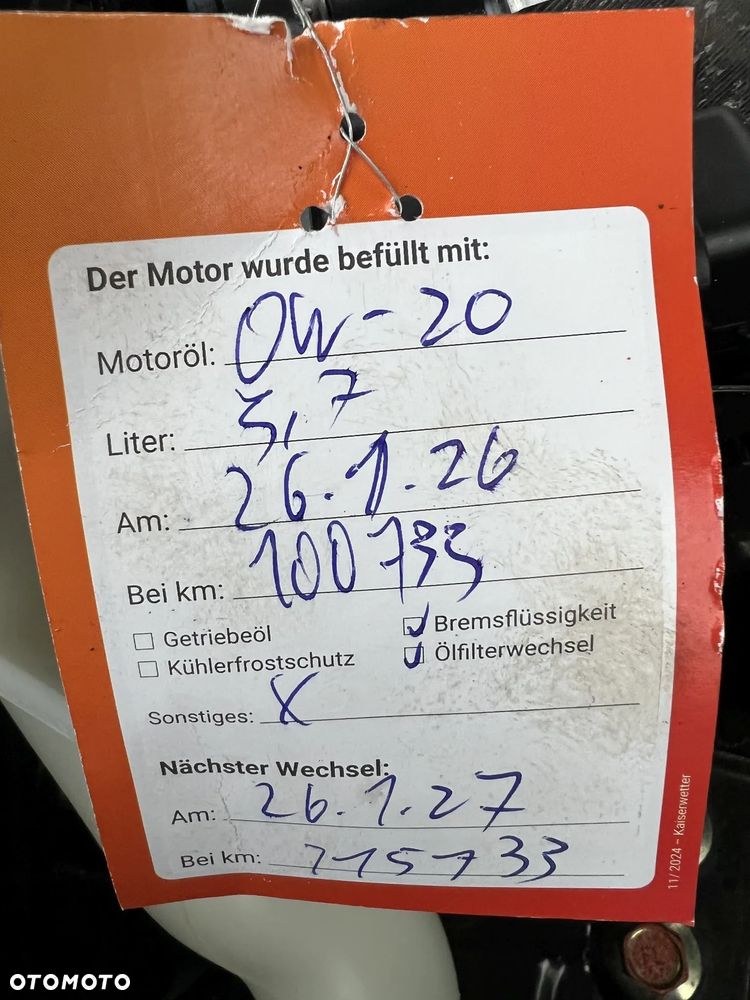 Der Motor wurde befüllt mit:
Motoröl: 0W-20
Liter: 5,7
Am: 26.1.26
Bei km: 100733
Getriebeöl
Bremsflüssigkeit
Kühlerfrostschutz
Ölfilterwechsel
Sonstiges: X
Nächster Wechsel:
Am: 26.1.27
Bei km: 115733
11/2024 – Kaiserwetter
OTOMOTO